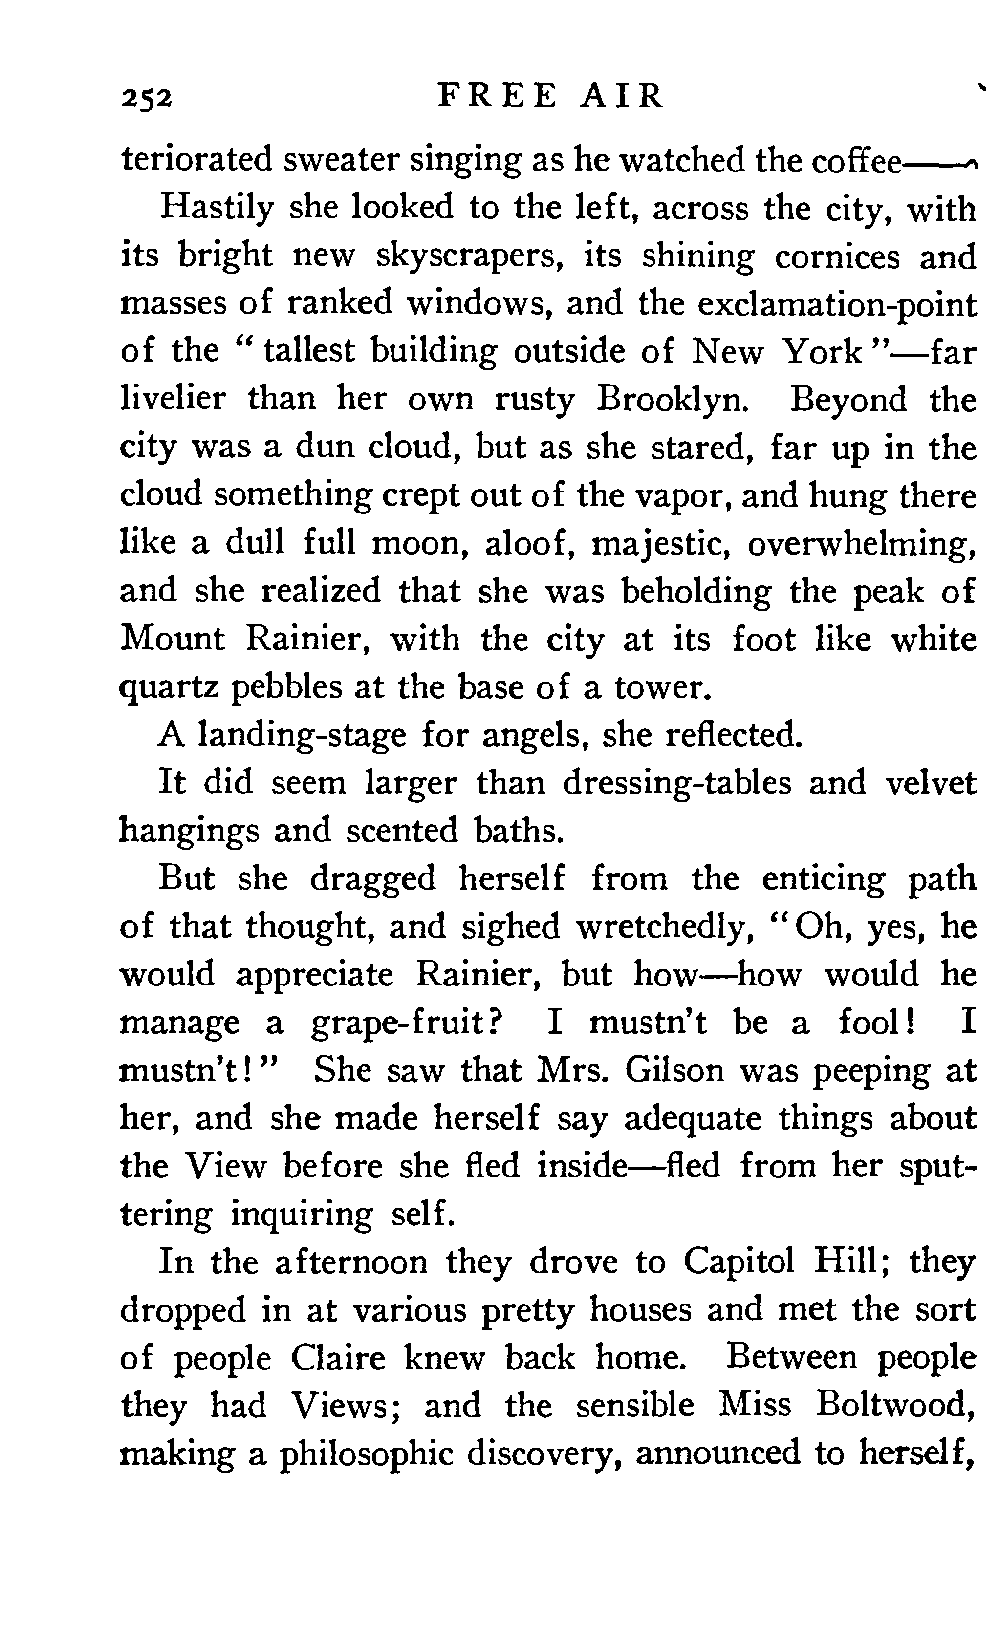 252 FREE AIR
teriorated sweater singing as he watched the coffee——
Hastily she looked to the left, across the city, with
its bright new skyscrapers, its shining cornices and
masses of ranked windows, and the exclamation-point
of the “ tallest building outside of New York ”—far
livelier than her own rusty Brooklyn. Beyond the
city was a dun cloud, but as she stared, far up in the
cloud something crept out of the vapor, and hung there
like a dull full moon, aloof, majestic, overwhelming,
and she realized that she was beholding the peak of
Mount Rainier, with the city at its foot like white
quartz pebbles at the base of a tower.
A landing-stage for angels, she reflected.
It did seem larger than dressing-tables and velvet
hangings and scented baths.
But she dragged herself from the enticing path
of that thought, and sighed wretchedly, “ Oh, yes, he
would appreciate Rainier, but how—how would he
manage a grape-fruit? I mustn’t be a fool! I
mustn’t! ” She saw that Mrs. Gilson was peeping at
her, and she made herself say adequate things about
the View before she fled inside—fled from her sput-
tering inquiring self.
In the afternoon they drove to Capitol Hill; they
dropped in at various pretty houses and met the sort
of people Claire knew back home. Between people
they had Views; and the sensible Miss Boltwood,
making a philosophic discovery, announced to herself,